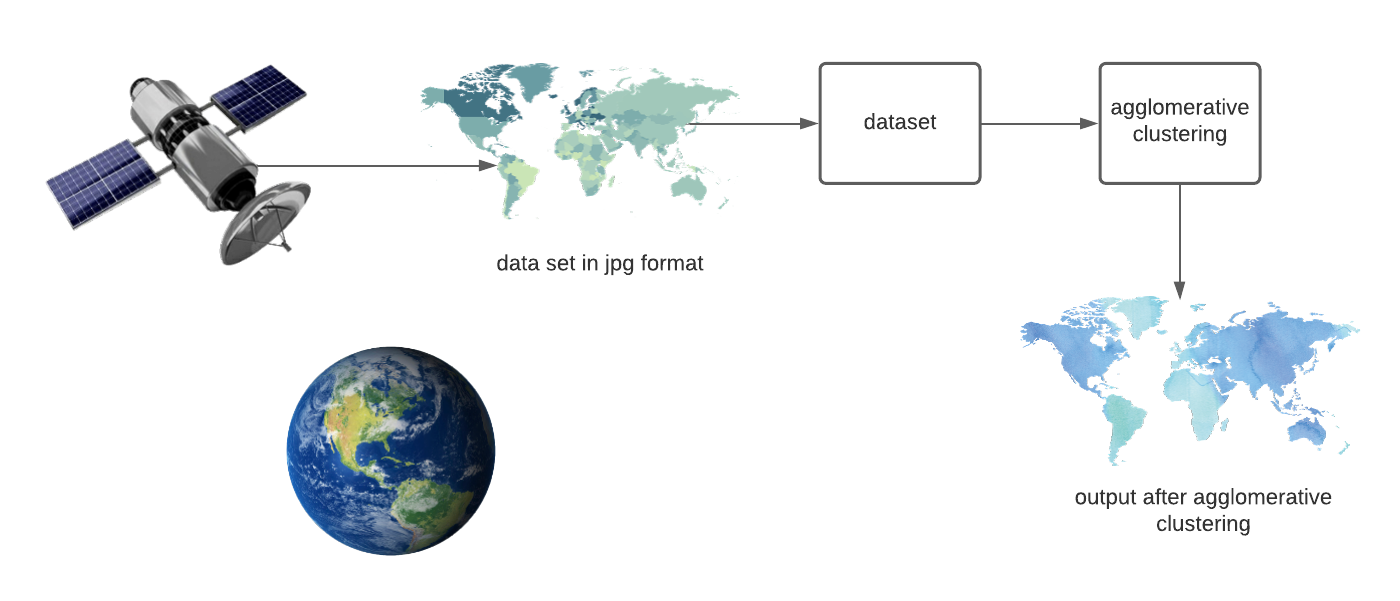 dataset
agglomerative
clustering
data set in jpg format
output after agglomerative
clustering